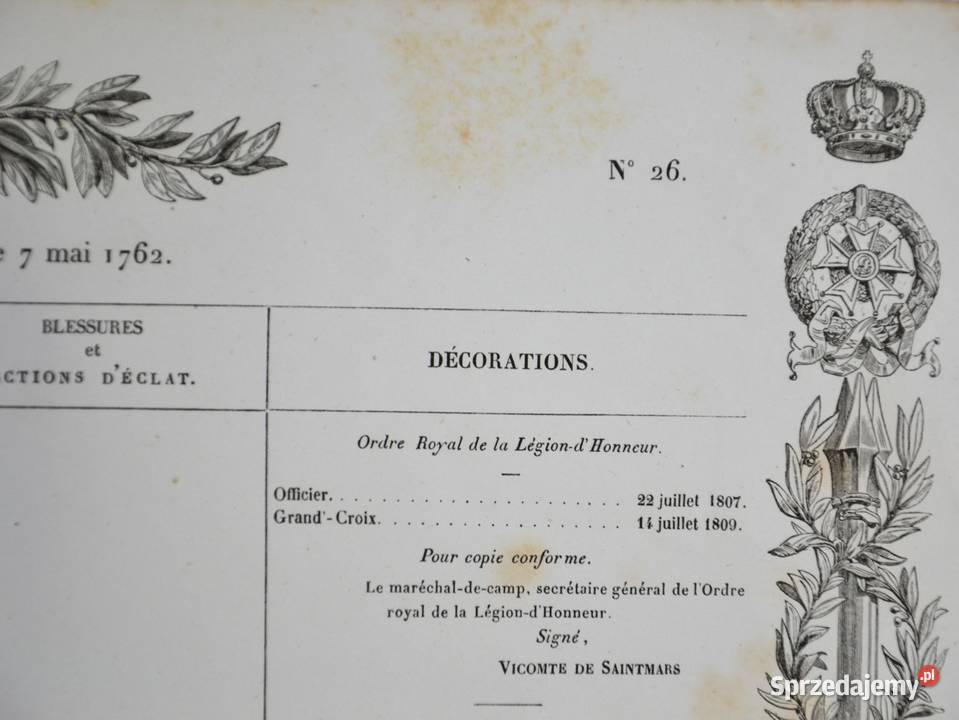 N° 26.
7 mai 1762.
BLESSURES
et
CTIONS D'ÉCLAT.
DÉCORATIONS.
Ordre Royal de la Légion-d'Honneur.
Officier. . . . . . . . . . . . . . . . . . . . 22 juillet 1807.
Grand'-Croix. . . . . . . . . . . . . . . . . 14 juillet 1809.
Pour copie conforme.
Le maréchal-de-camp, secrétaire général de l'Ordre
royal de la Légion-d'Honneur.
Signé,
VICOMTE DE SAINTMARS
Sprzedajemy.pl